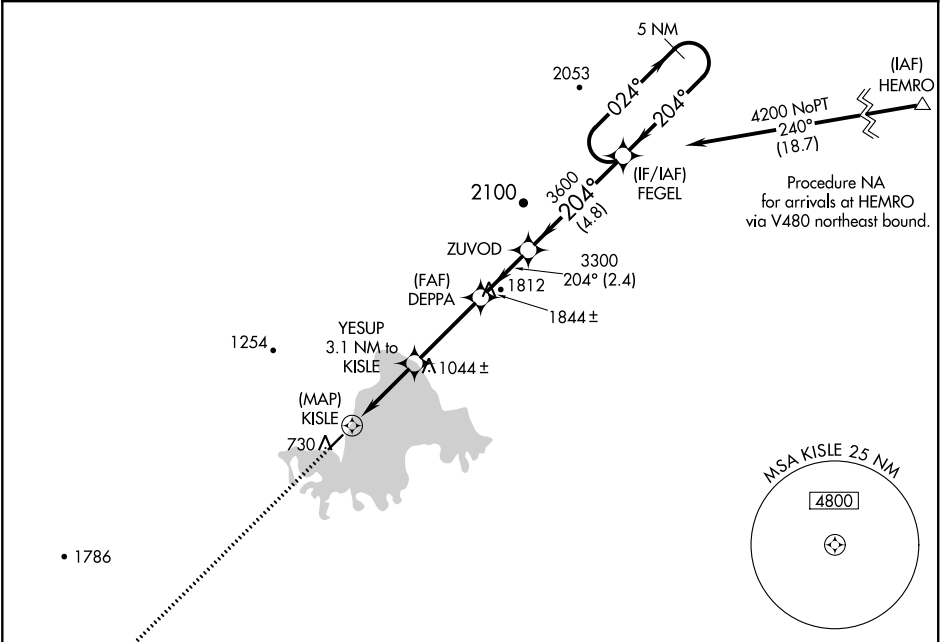 5 NM
2053
024°
204°
(IAF)
HEMRO
4200 NoPT
240°
(18.7)
(IF/IAF)
FEGEL
Procedure NA
for arrivals at HEMRO
via V480 northeast bound.
2100
3600
204°
(4.8)
ZUVOD
3300
204° (2.4)
(FAF)
DEPPA
1812
1844±
YESUP
3.1 NM to
KISLE
1254
1044±
(MAP)
KISLE
730
MSA KISLE 25 NM
4800
1786